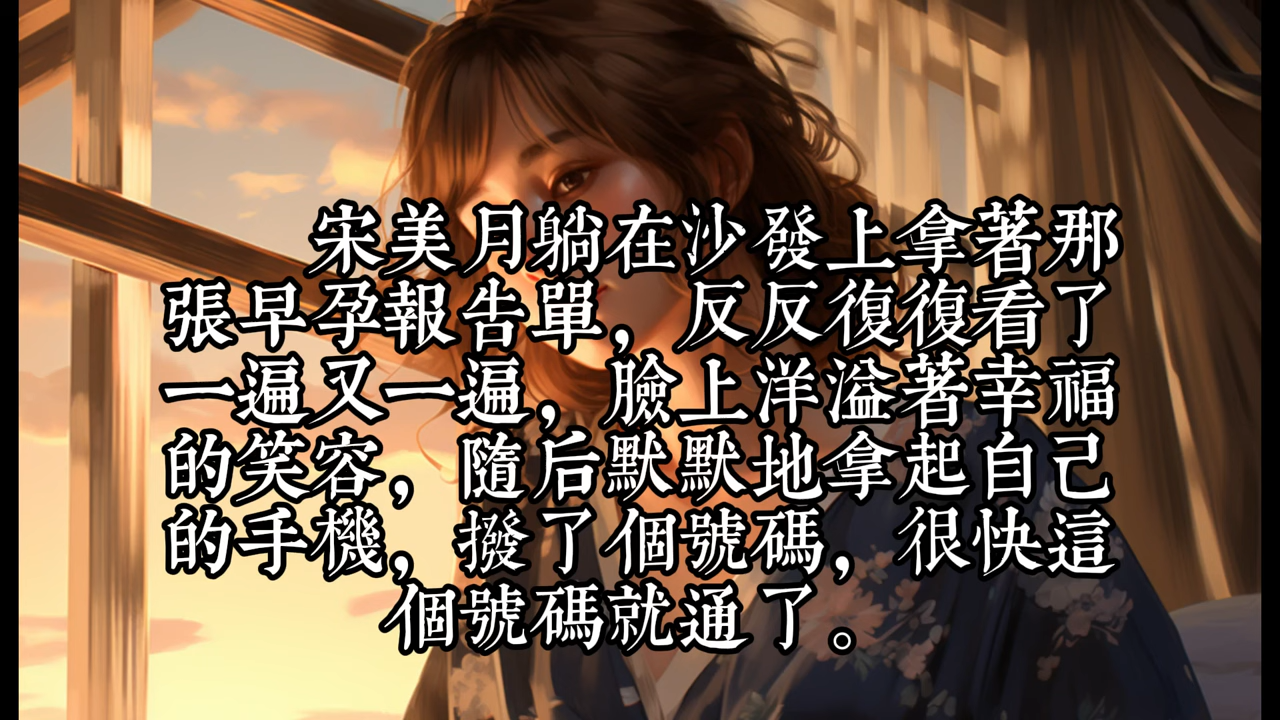 宋美月躺在沙發上拿著那
張早孕報告單，反反復復看了
一遍又一遍，臉上洋溢著幸福
的笑容，隨后默默地拿起自己
的手機，撥了個號碼，很快這
個號碼就通了。